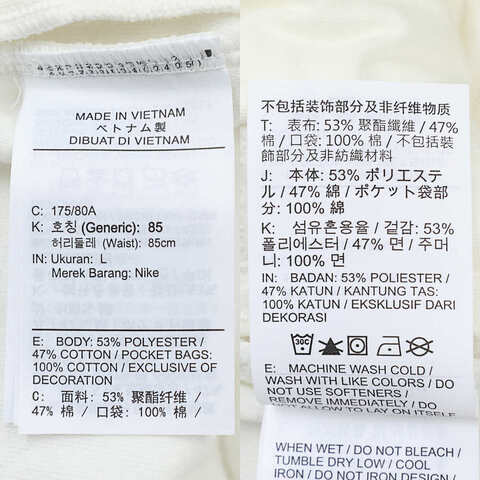 MADE IN VIETNAM
ベトナム製
DIBUAT DI VIETNAM
C: 175/80A
K: 호칭 (Generic): 85
허리둘레 (Waist): 85cm
IN: Ukuran: L
Merek Barang: Nike
E: BODY: 53% POLYESTER /
47% COTTON / POCKET BAGS:
100% COTTON / EXCLUSIVE OF
DECORATION
C: 面料: 53% 聚酯纤维 /
47% 棉 / 口袋: 100% 棉 /
不包括装饰部分及非纤维物质
T: 表布: 53% 聚酯纖維 / 47%
棉 / 口袋: 100% 棉 / 不包括裝
飾部分及非紡織材料
J: 本体: 53% ポリエステ
ル / 47% 綿 / ポケット袋部
分: 100% 綿
K: 섬유혼용율 / 겉감: 53%
폴리에스터 / 47% 면 / 주머
니: 100% 면
IN: BADAN: 53% POLIESTER /
47% KATUN / KANTUNG TAS:
100% KATUN / EKSKLUSIF DARI
DEKORASI
30C
E: MACHINE WASH COLD /
WASH WITH LIKE COLORS / DO
NOT USE SOFTENERS /
REMOVE IMMEDIATELY / DO
NOT ALLOW TO LAY ON ITSELF
WHEN WET / DO NOT BLEACH /
TUMBLE DRY LOW / COOL
IRON / DO NOT IRON DESIGN /